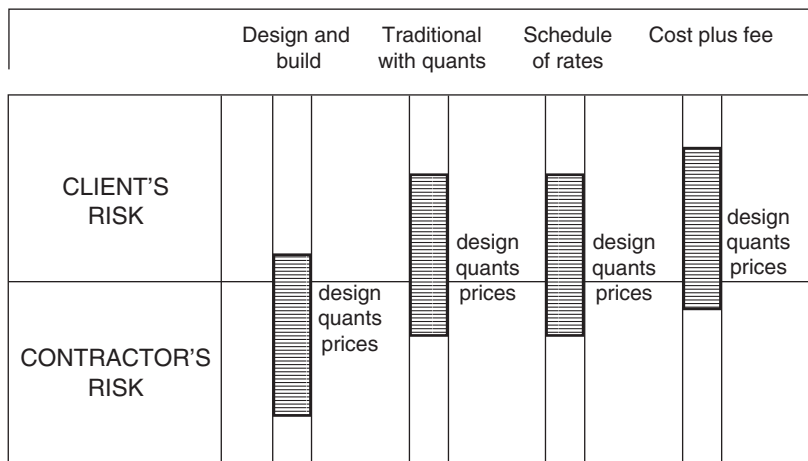 Design and
build
Traditional
with quants
Schedule
of rates
Cost plus fee
CLIENT'S
RISK
design
quants
prices
design
quants
prices
design
quants
prices
design
quants
prices
CONTRACTOR'S
RISK